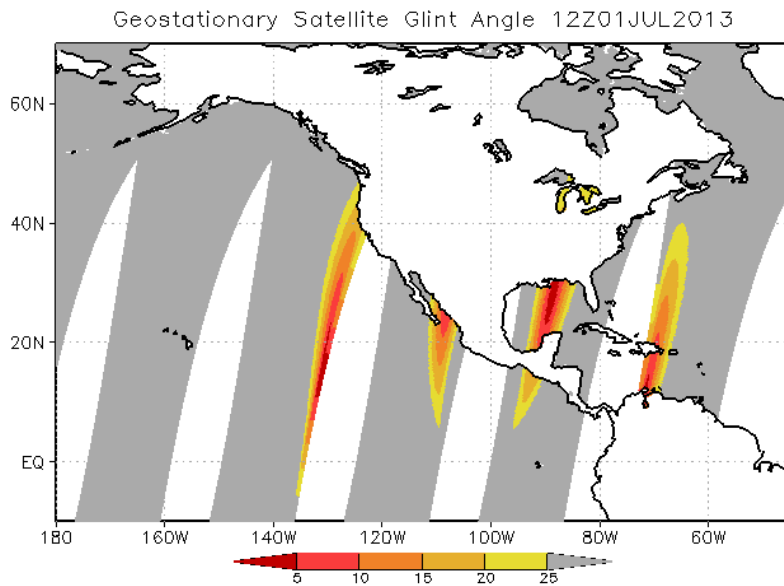 Geostationary Satellite Glint Angle 12Z01JUL2013
60N
40N
20N
EQ
180 160W 140W 120W 100W 80W 60W
5 10 15 20 25